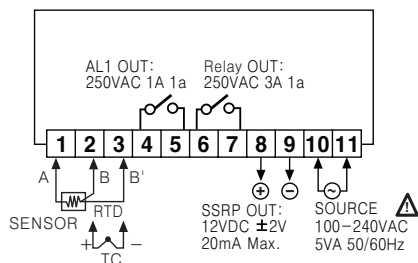 AL1 OUT:
250VAC 1A 1a
Relay OUT:
250VAC 3A 1a
1 2 3 4 5 6 7 8 9 10 11
A B B'
SENSOR
RTD
+ TC −
+ −
SSRP OUT:
12VDC ±2V
20mA Max.
SOURCE
100-240VAC
5VA 50/60Hz